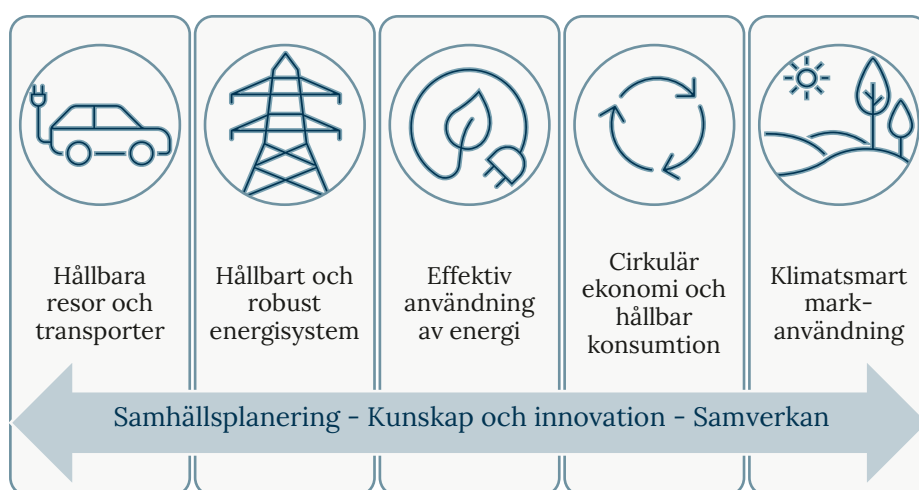 Hållbara
resor och
transporter
Hållbart och
robust
energisystem
Effektiv
användning
av energi
Cirkulär
ekonomi och
hållbar
konsumtion
Klimatsmart
mark-
användning
Samhällsplanering - Kunskap och innovation - Samverkan